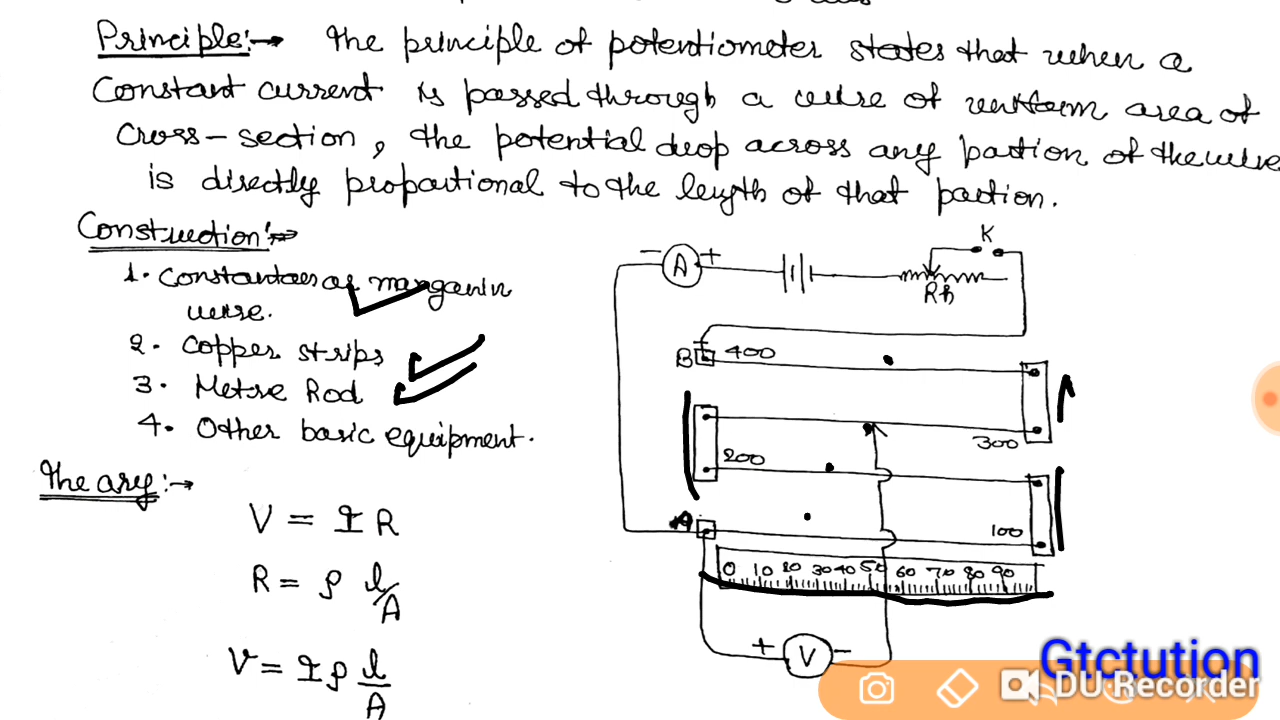 Principle:→ The principle of potentiometer states that when a
Constant current is passed through a wire of uniform area of
cross-section, the potential drop across any portion of the wire
is directly proportional to the length of that portion.
Construction:→
1. Constantan or manganin
wire.
2. Copper strips
3. Metre Rod
4. Other basic equipment.
Theory:→
V = I R
R = ρ l/A
V = I ρ l/A
− A +
Rh
K
B 400
300
200
A 100
0 10 20 30 40 50 60 70 80 90
+ V −
Gtctution
DU Recorder